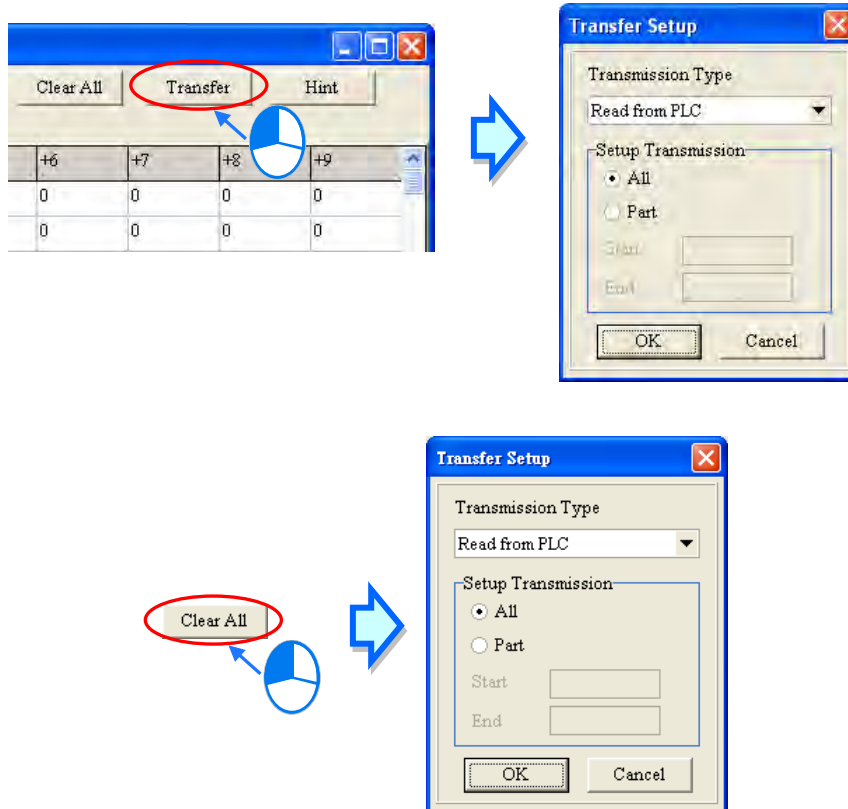 Clear All Transfer Hint
+6 +7 +8 +9
0 0 0 0
0 0 0 0
Transfer Setup
Transmission Type
Read from PLC
Setup Transmission
All
Part
Start
End
OK Cancel
Clear All
Transfer Setup
Transmission Type
Read from PLC
Setup Transmission
All
Part
Start
End
OK Cancel